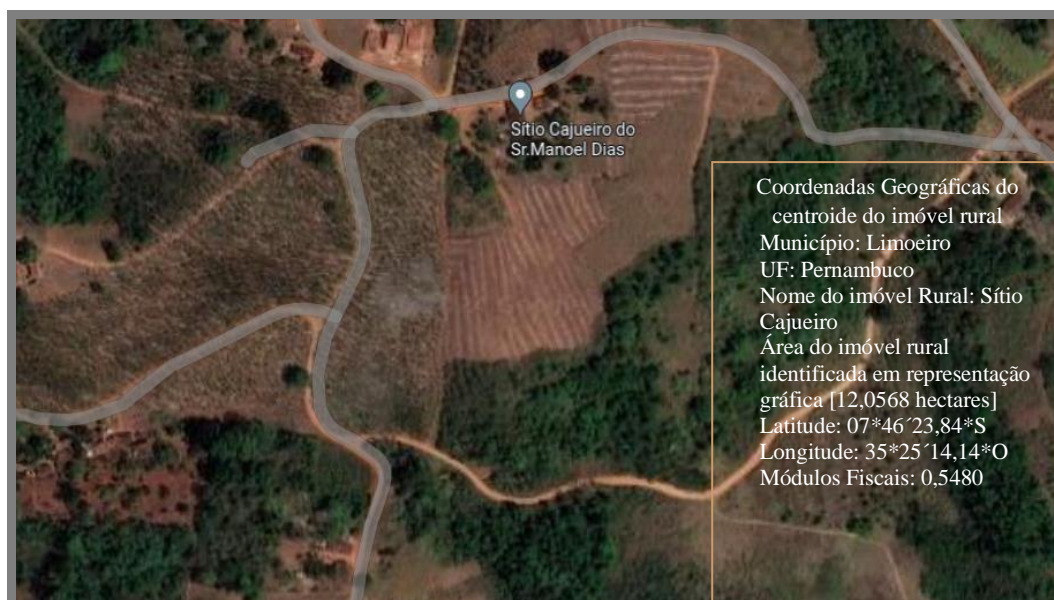 Sítio Cajueiro do
Sr.Manoel Dias
Coordenadas Geográficas do
centroide do imóvel rural
Município: Limoeiro
UF: Pernambuco
Nome do imóvel Rural: Sítio
Cajueiro
Área do imóvel rural
identificada em representação
gráfica [12,0568 hectares]
Latitude: 07*46´23,84*S
Longitude: 35*25´14,14*O
Módulos Fiscais: 0,5480